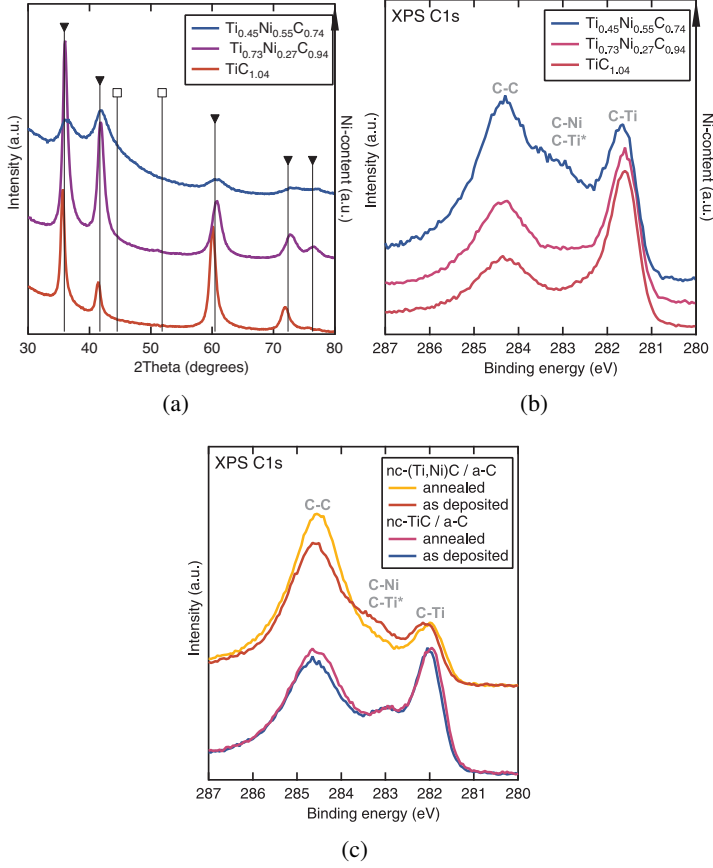 Ti0.45Ni0.55C0.74
Ti0.73Ni0.27C0.94
TiC1.04
Intensity (a.u.)
Ni-content (a.u.)
30 40 50 60 70 80
2Theta (degrees)
(a)
XPS C1s
Ti0.45Ni0.55C0.74
Ti0.73Ni0.27C0.94
TiC1.04
C-C
C-Ni
C-Ti*
C-Ti
Intensity (a.u.)
Ni-content (a.u.)
287 286 285 284 283 282 281 280
Binding energy (eV)
(b)
XPS C1s
nc-(Ti,Ni)C / a-C
annealed
as deposited
nc-TiC / a-C
annealed
as deposited
C-C
C-Ni
C-Ti*
C-Ti
Intensity (a.u.)
287 286 285 284 283 282 281 280
Binding energy (eV)
(c)